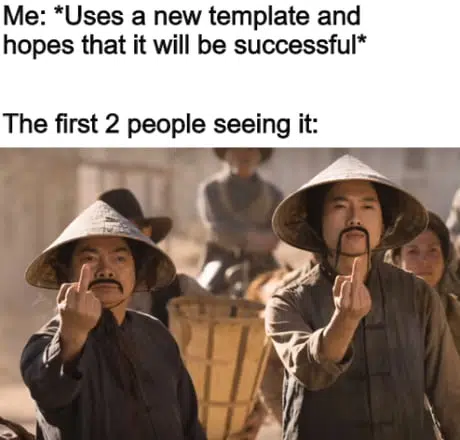 Me: *Uses a new template and
hopes that it will be successful*
The first 2 people seeing it: